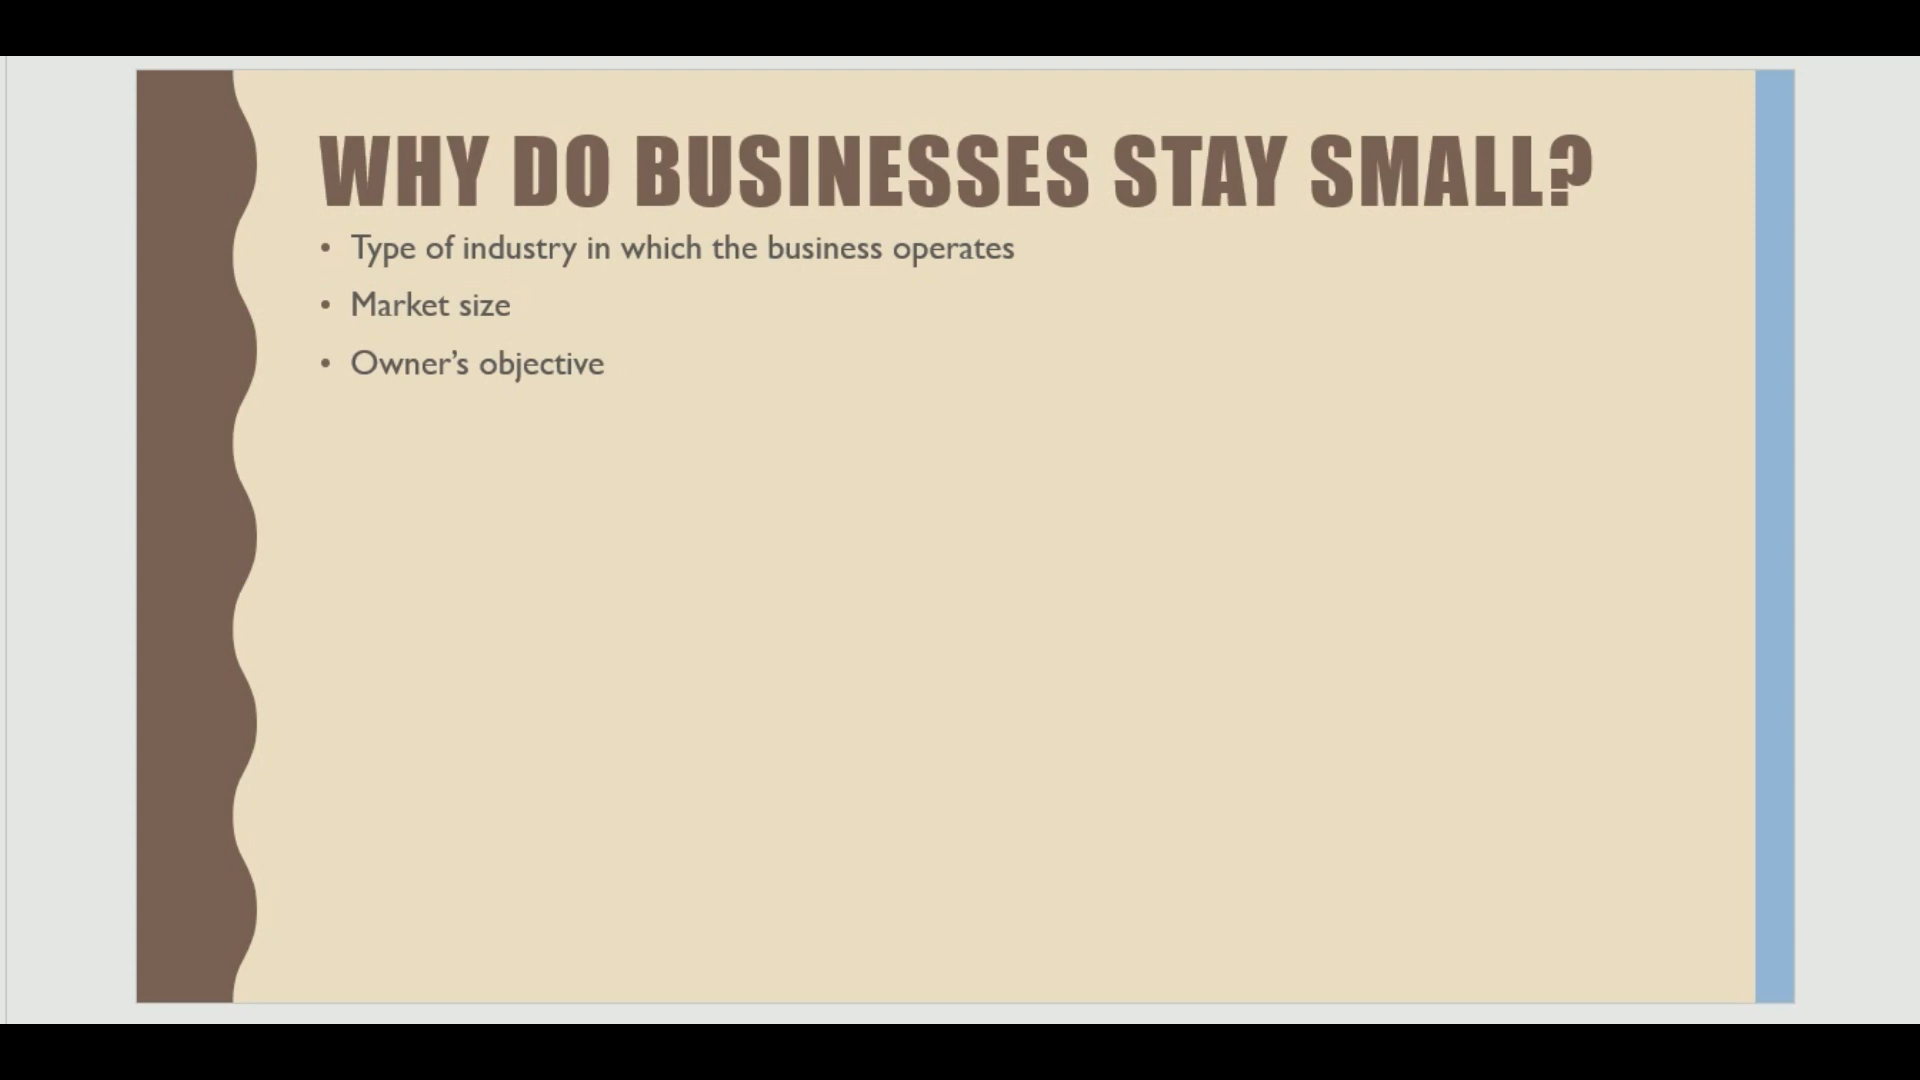 WHY DO BUSINESSES STAY SMALL?
• Type of industry in which the business operates
• Market size
• Owner’s objective